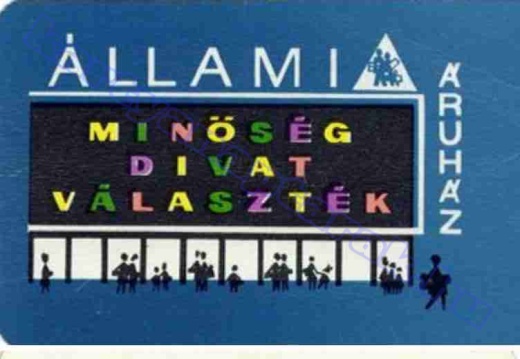 ÁLLAMI
ÁRUHÁZ
MINŐSÉG
DIVAT
VÁLASZTÉK